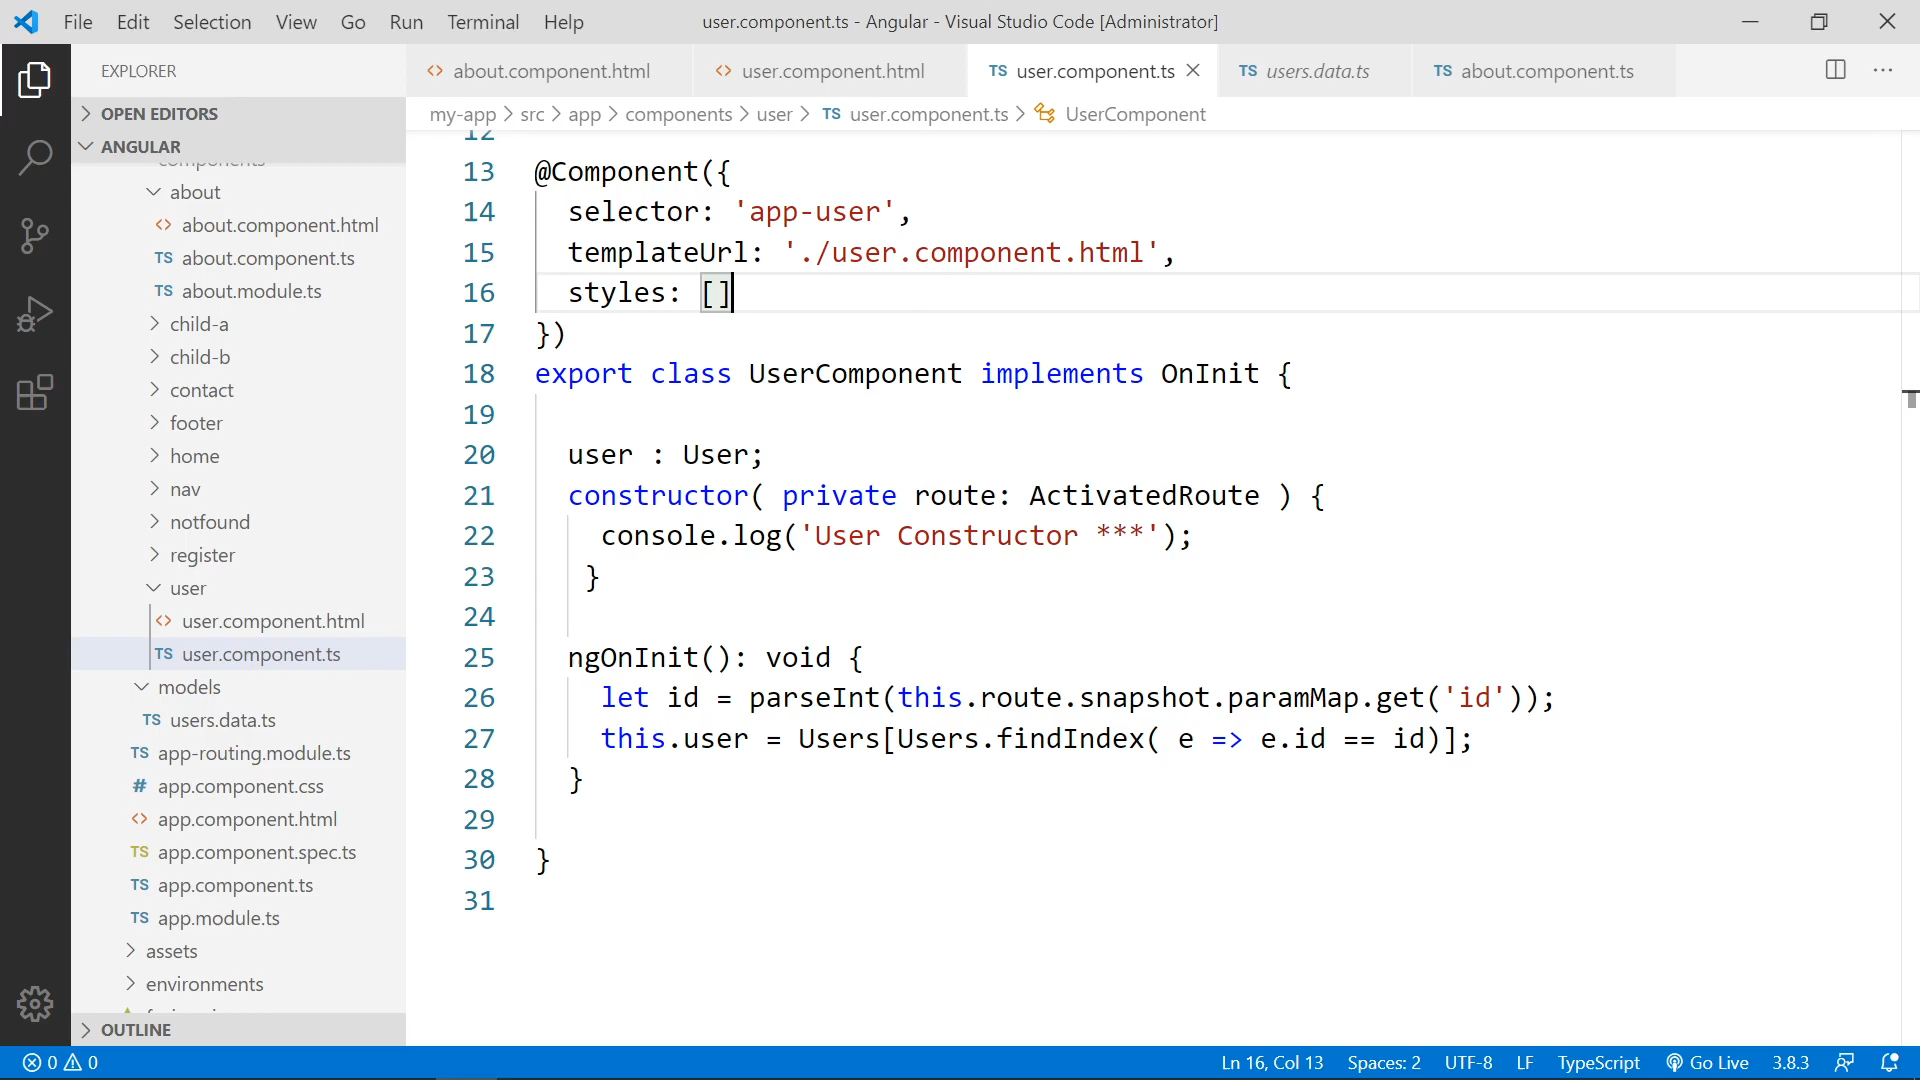 File Edit Selection View Go Run Terminal Help user.component.ts - Angular - Visual Studio Code [Administrator]
EXPLORER
<> about.component.html <> user.component.html TS user.component.ts TS users.data.ts TS about.component.ts
my-app > src > app > components > user > TS user.component.ts > UserComponent
OPEN EDITORS
ANGULAR
components
about
<> about.component.html
TS about.component.ts
TS about.module.ts
child-a
child-b
contact
footer
home
nav
notfound
register
user
<> user.component.html
TS user.component.ts
models
TS users.data.ts
TS app-routing.module.ts
# app.component.css
<> app.component.html
TS app.component.spec.ts
TS app.component.ts
TS app.module.ts
assets
environments
OUTLINE
12
13 @Component({
14 selector: 'app-user',
15 templateUrl: './user.component.html',
16 styles: []
17 })
18 export class UserComponent implements OnInit {
19
20 user : User;
21 constructor( private route: ActivatedRoute ) {
22 console.log('User Constructor ***');
23 }
24
25 ngOnInit(): void {
26 let id = parseInt(this.route.snapshot.paramMap.get('id'));
27 this.user = Users[Users.findIndex( e => e.id == id)];
28 }
29
30 }
31
0 0 Ln 16, Col 13 Spaces: 2 UTF-8 LF TypeScript Go Live 3.8.3